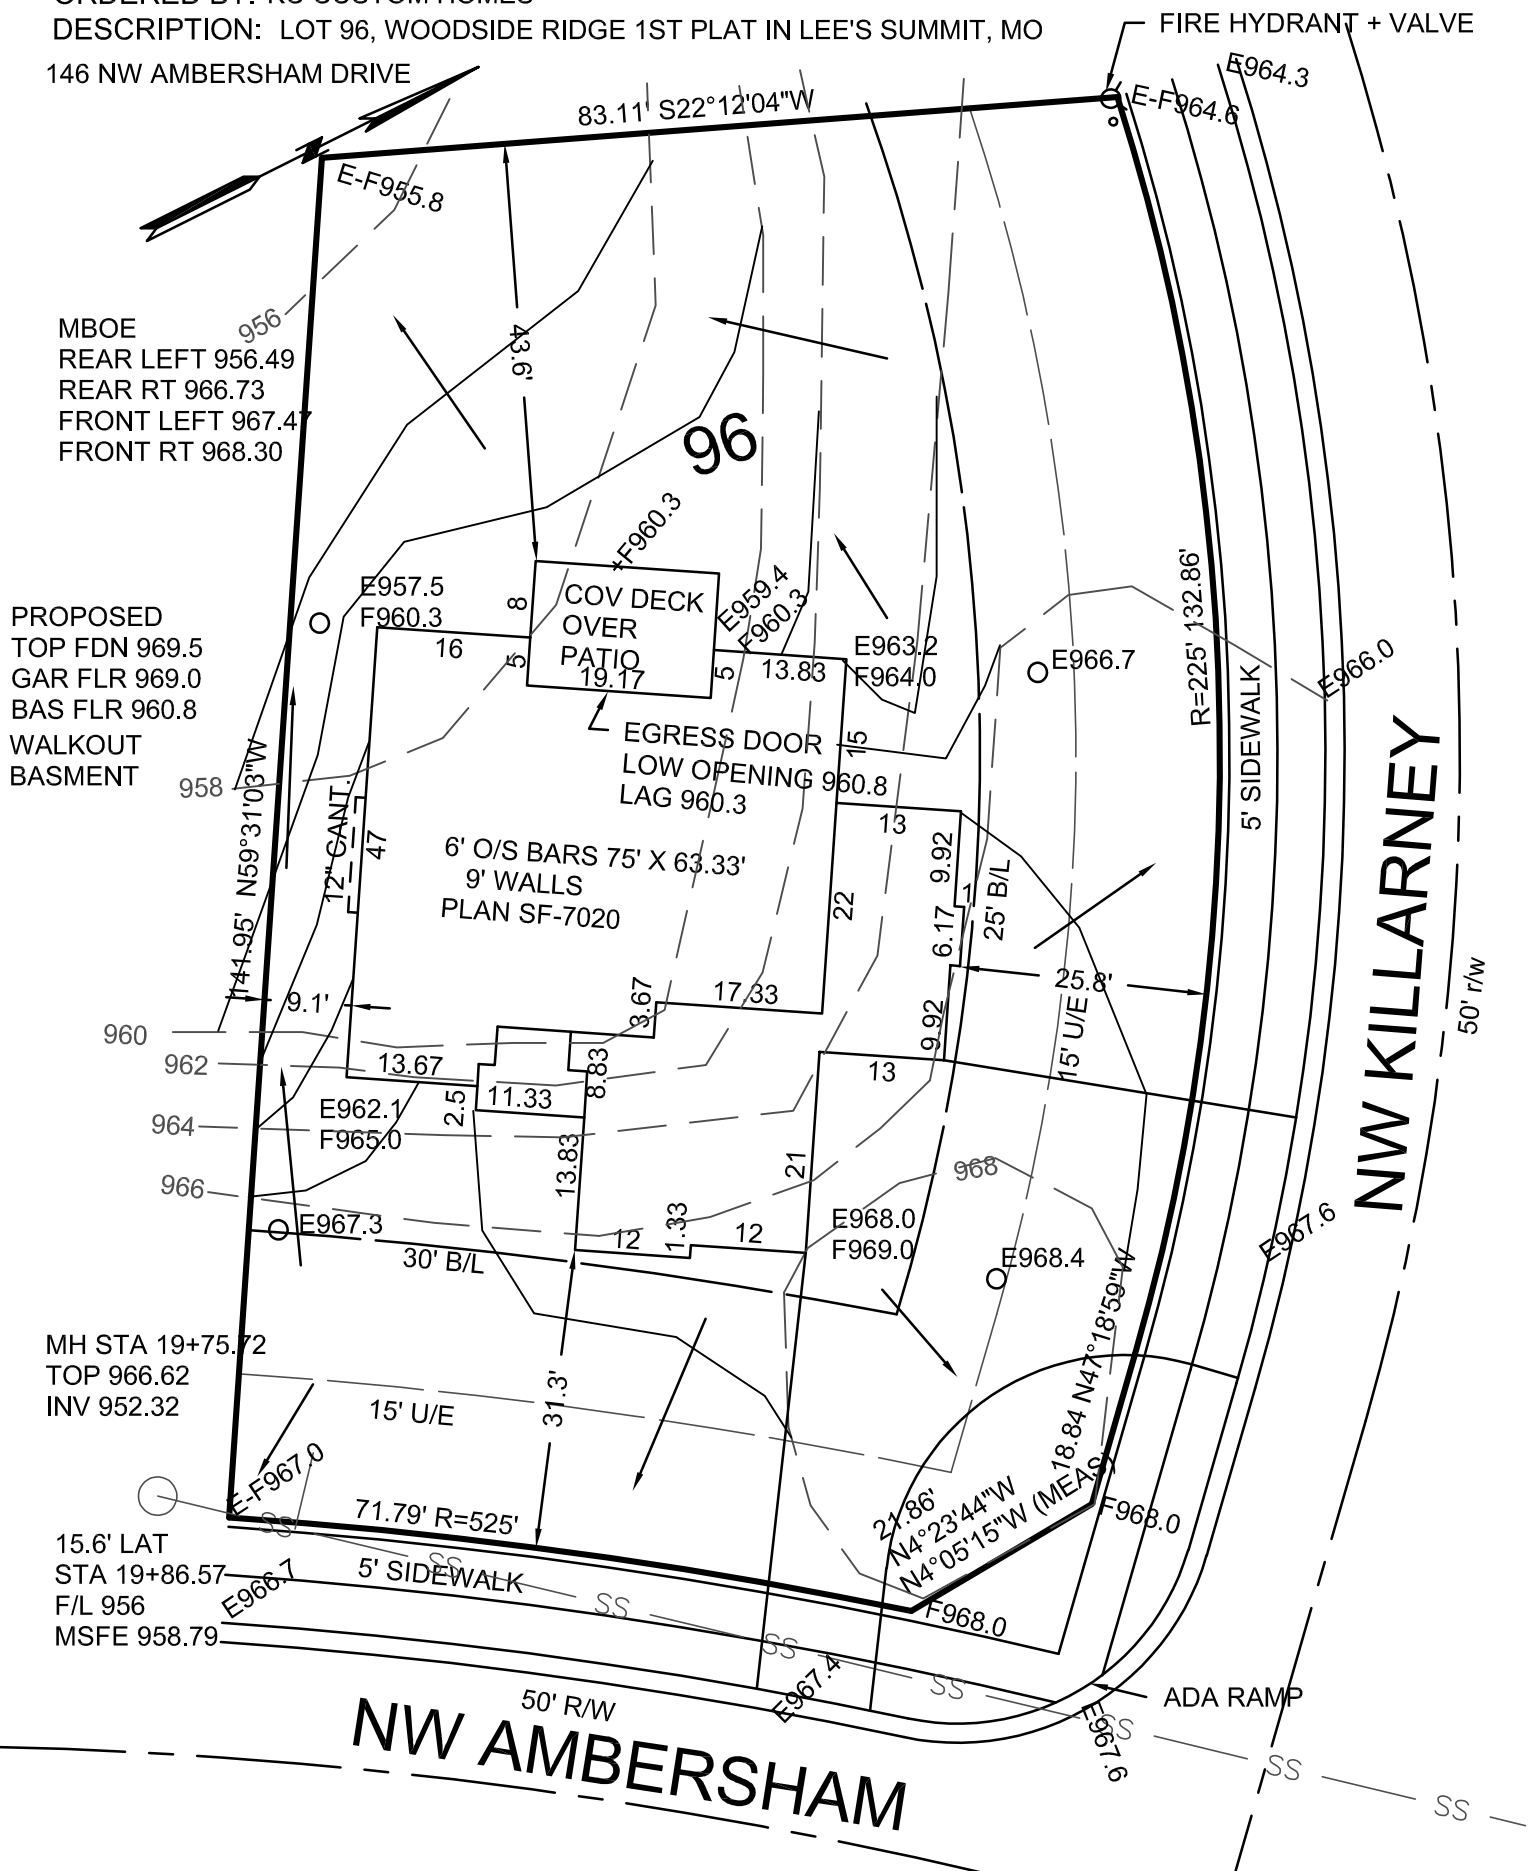 DESCRIPTION: LOT 96, WOODSIDE RIDGE 1ST PLAT IN LEE'S SUMMIT, MO
146 NW AMBERSHAM DRIVE
FIRE HYDRANT + VALVE
E964.3
E-F964.6
83.11' S22°12'04"W
N
E-F955.8
956
MBOE
REAR LEFT 956.49
REAR RT 966.73
FRONT LEFT 967.47
FRONT RT 968.30
43.6'
96
+F960.3
E957.5
F960.3
COV DECK
OVER
PATIO
8
16
5
19.17
5
E959.4
F960.3
13.83
E963.2
F964.0
E966.7
R=225' 132.86'
5' SIDEWALK
E966.0
PROPOSED
TOP FDN 969.5
GAR FLR 969.0
BAS FLR 960.8
WALKOUT
BASMENT
958
EGRESS DOOR
LOW OPENING 960.8
LAG 960.3
15
13
141.95' N59°31'03"W
12" CANT.
47
6' O/S BARS 75' X 63.33'
9' WALLS
PLAN SF-7020
22
9.92
1
6.17
25' B/L
9.92
25.8'
15' U/E
NW KILLARNEY
50' r/w
9.1'
3.67
17.33
960
962
964
966
13.67
2.5
11.33
8.83
13
E962.1
F965.0
13.83
21
968
E967.3
12
1.33
12
E968.0
F969.0
E968.4
E967.6
30' B/L
MH STA 19+75.72
TOP 966.62
INV 952.32
15' U/E
31.3'
18.84 N47°18'59"W
21.86'
N4°23'44"W
N4°05'15"W (MEAS)
F968.0
E-F967.0
71.79' R=525'
15.6' LAT
STA 19+86.57
F/L 956
MSFE 958.79
E966.7
5' SIDEWALK
SS
SS
SS
SS
SS
SS
SS
SS
F968.0
E967.4
ADA RAMP
E967.6
50' R/W
NW AMBERSHAM